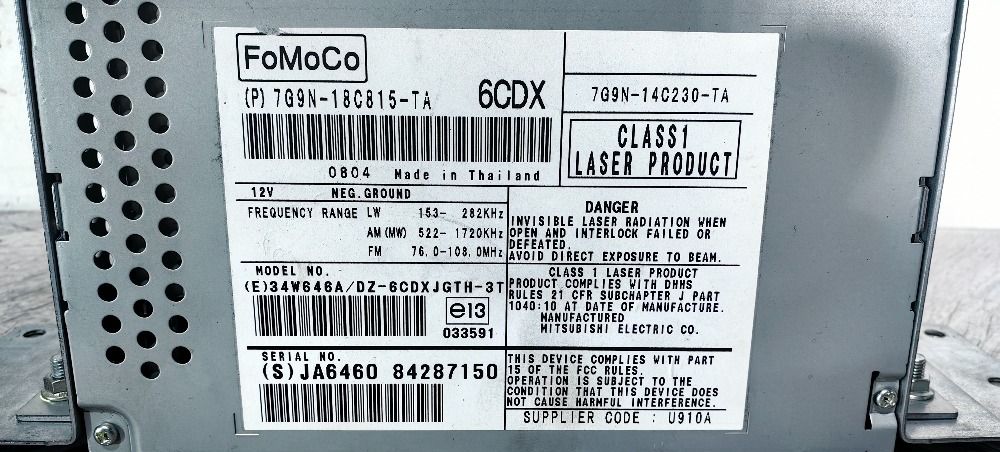 FoMoCo
(P) 7G9N-18C815-TA 6CDX
7G9N-14C230-TA
CLASS1
LASER PRODUCT
0804 Made in Thailand
12V NEG.GROUND
FREQUENCY RANGE LW 153- 282KHz
AM(MW) 522- 1720KHz
FM 76.0-108.0MHz
DANGER
INVISIBLE LASER RADIATION WHEN
OPEN AND INTERLOCK FAILED OR
DEFEATED.
AVOID DIRECT EXPOSURE TO BEAM.
MODEL NO.
(E)34W646A/DZ-6CDXJGTH-3T
e13
033591
CLASS 1 LASER PRODUCT
PRODUCT COMPLIES WITH DHHS
RULES 21 CFR SUBCHAPTER J PART
1040:10 AT DATE OF MANUFACTURE.
MANUFACTURED
MITSUBISHI ELECTRIC CO.
SERIAL NO.
(S)JA6460 84287150
THIS DEVICE COMPLIES WITH PART
15 OF THE FCC RULES.
OPERATION IS SUBJECT TO THE
CONDITION THAT THIS DEVICE DOES
NOT CAUSE HARMFUL INTERFERENCE.
SUPPLIER CODE : U910A